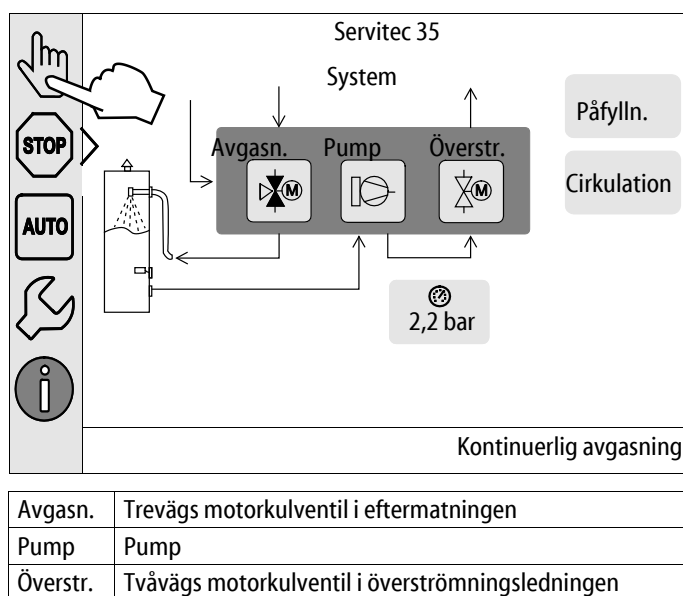 Servitec 35
System
Påfylln.
STOP
Avgasn. Pump Överstr.
M M
Cirkulation
AUTO
2,2 bar
i
Kontinuerlig avgasning
Avgasn. Trevägs motorkulventil i eftermatningen
Pump Pump
Överstr. Tvåvägs motorkulventil i överströmningsledningen